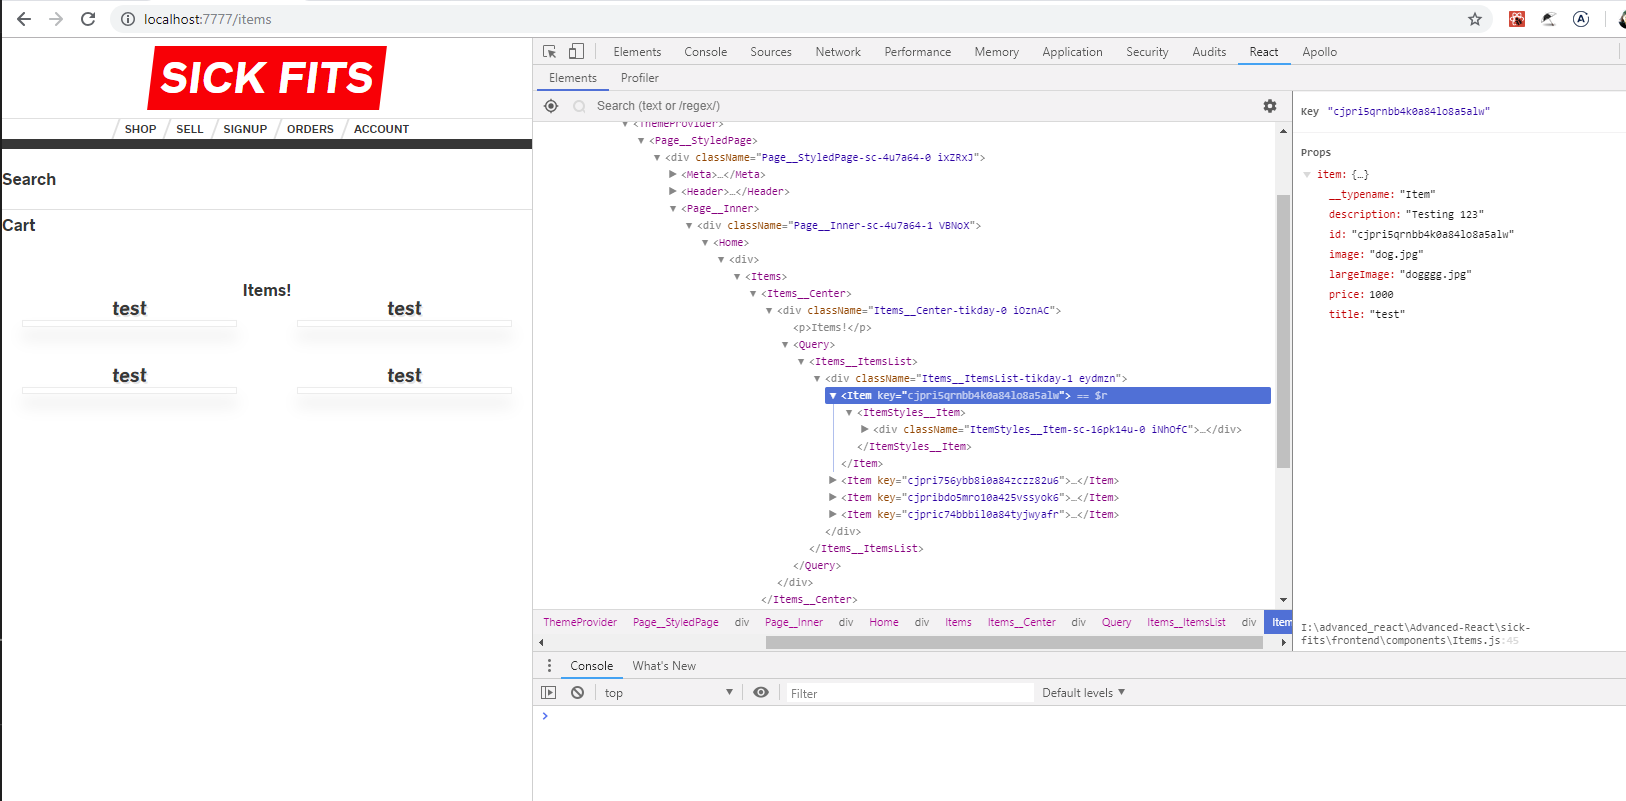 localhost:7777/items
SICK FITS
SHOP
SELL
SIGNUP
ORDERS
ACCOUNT
Search
Cart
Items!
test
test
test
test
Elements Console Sources Network Performance Memory Application Security Audits React Apollo
Elements Profiler
Search (text or /regex/)
▼<ThemeProvider>
▼<Page__StyledPage>
▼<div className="Page__StyledPage-sc-4u7a64-0 ixZRxJ">
▶<Meta>…</Meta>
▶<Header>…</Header>
▼<Page__Inner>
▼<div className="Page__Inner-sc-4u7a64-1 VBNoX">
▼<Home>
▼<div>
▼<Items>
▼<Items__Center>
▼<div className="Items__Center-tikday-0 iOznAC">
<p>Items!</p>
▼<Query>
▼<Items__ItemsList>
▼<div className="Items__ItemsList-tikday-1 eydmzn">
▼<Item key="cjpri5qrnbb4k0a84lo8a5alw"> == $r
▼<ItemStyles__Item>
▶<div className="ItemStyles__Item-sc-16pk14u-0 iNhOfC">…</div>
</ItemStyles__Item>
</Item>
▶<Item key="cjpri756ybb8i0a84zczz82u6">…</Item>
▶<Item key="cjpribdo5mro10a425vssyok6">…</Item>
▶<Item key="cjpric74bbbil0a84tyjwyafr">…</Item>
</div>
</Items__ItemsList>
</Query>
</div>
</Items__Center>
ThemeProvider Page__StyledPage div Page__Inner div Home div Items Items__Center div Query Items__ItemsList div Item
Key "cjpri5qrnbb4k0a84lo8a5alw"
Props
▼ item: {…}
__typename: "Item"
description: "Testing 123"
id: "cjpri5qrnbb4k0a84lo8a5alw"
image: "dog.jpg"
largeImage: "dogggg.jpg"
price: 1000
title: "test"
I:\advanced_react\Advanced-React\sick-
fits\frontend\components\Items.js:45
Console What's New
top ▼ Filter Default levels ▼
>